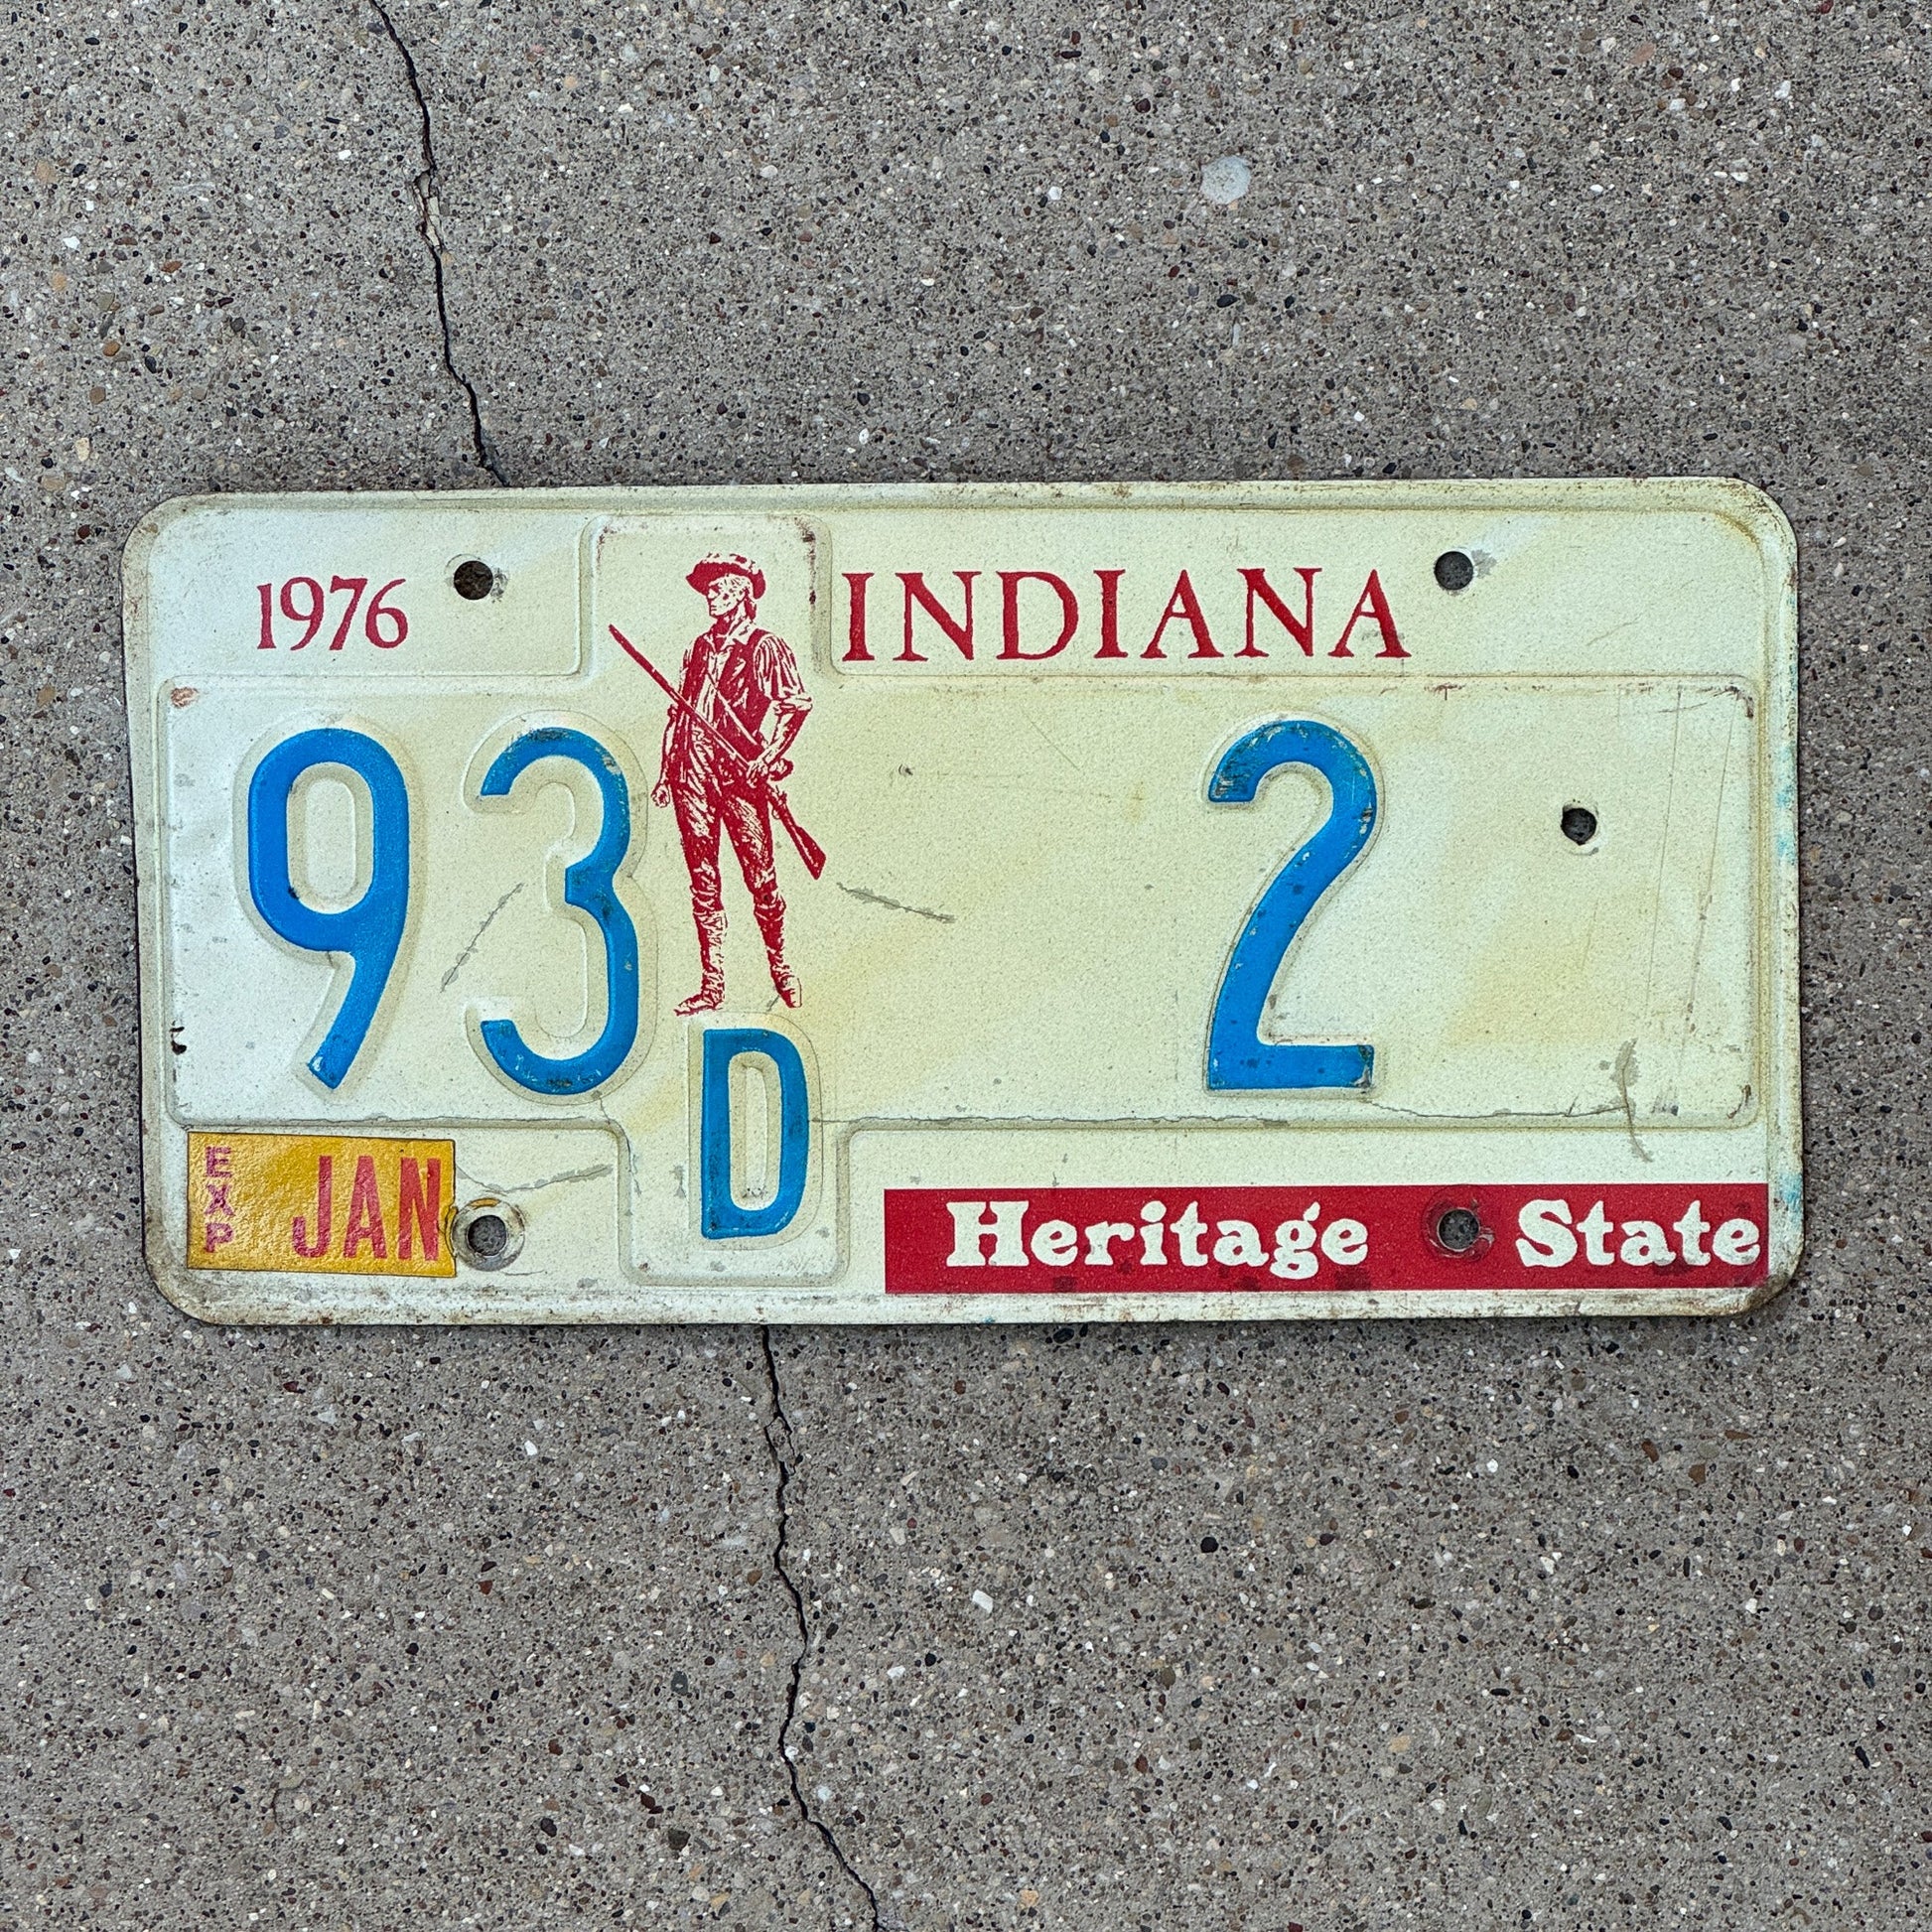 1976 INDIANA
93 D 2
EXP JAN
Heritage State